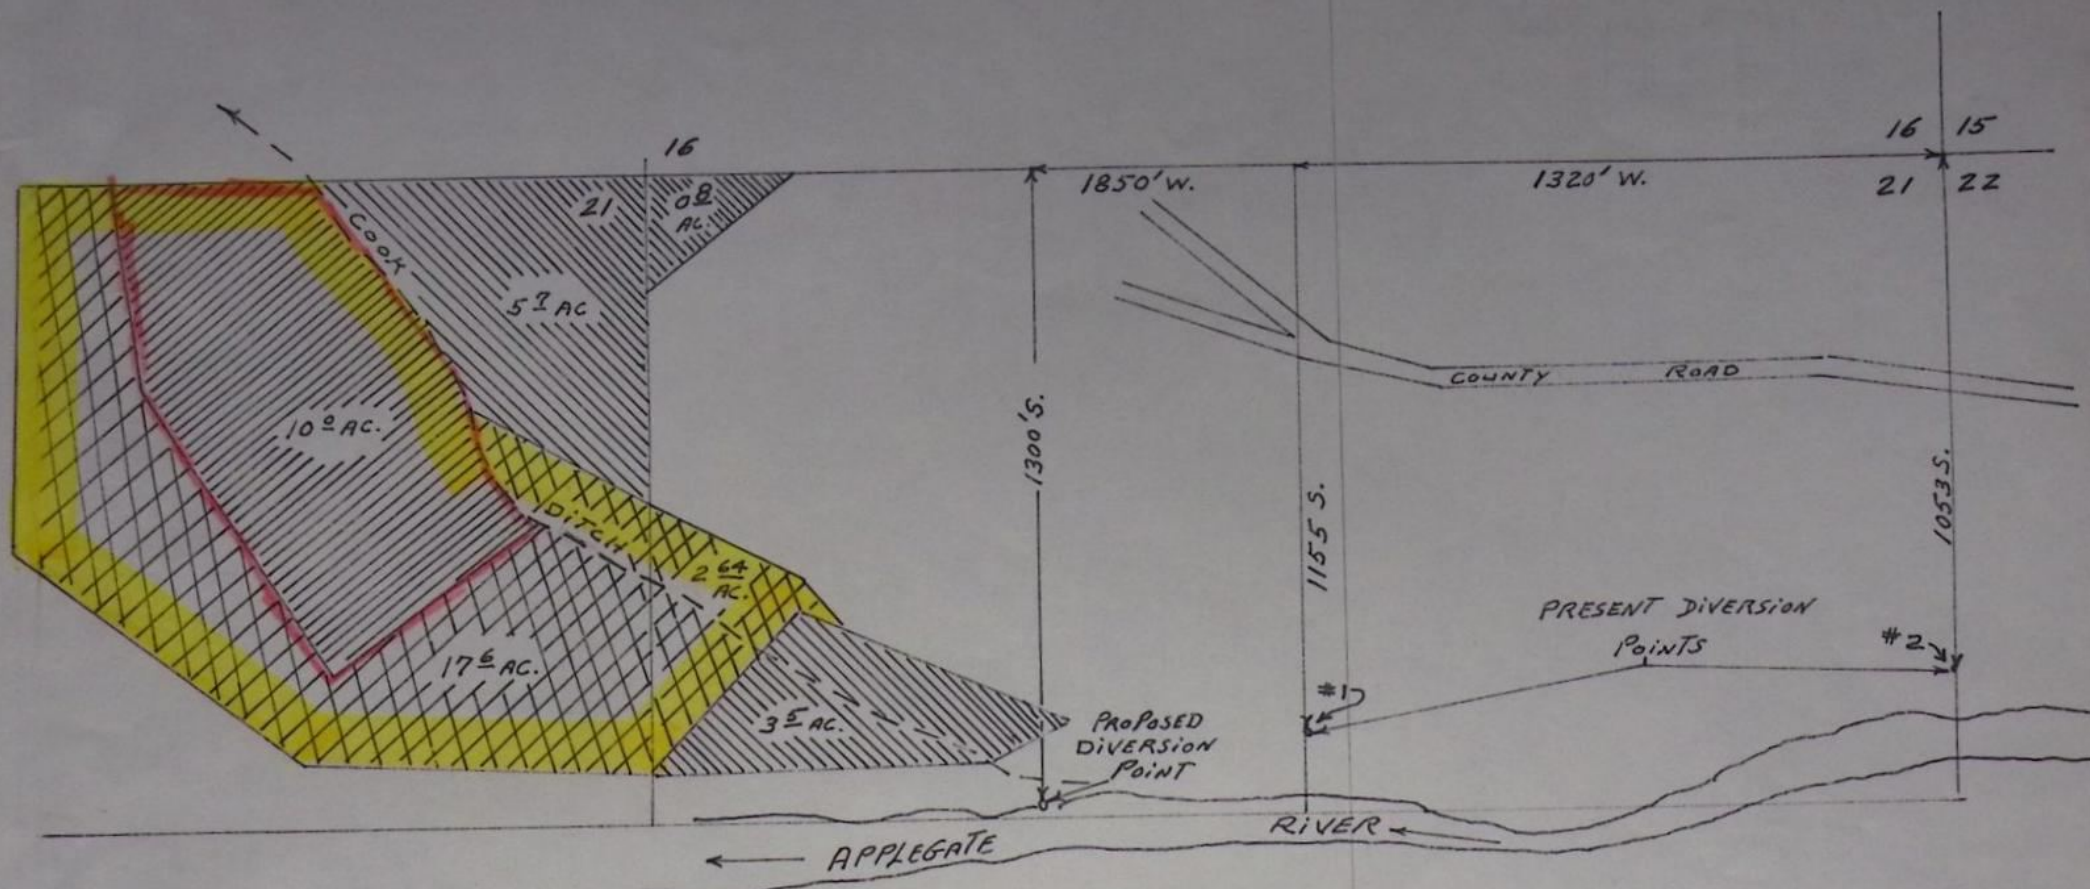 16 15
16
1850' W.
1320' W.
21 22
21
0 8
AC.
COOK
5 7 AC
COUNTY ROAD
10 0 AC.
1300' S.
1155 S.
1053 S.
DITCH
2 64
AC.
PRESENT DIVERSION
POINTS
#2
17 6 AC.
#1
3 5 AC.
PROPOSED
DIVERSION
POINT
RIVER
APPLEGATE